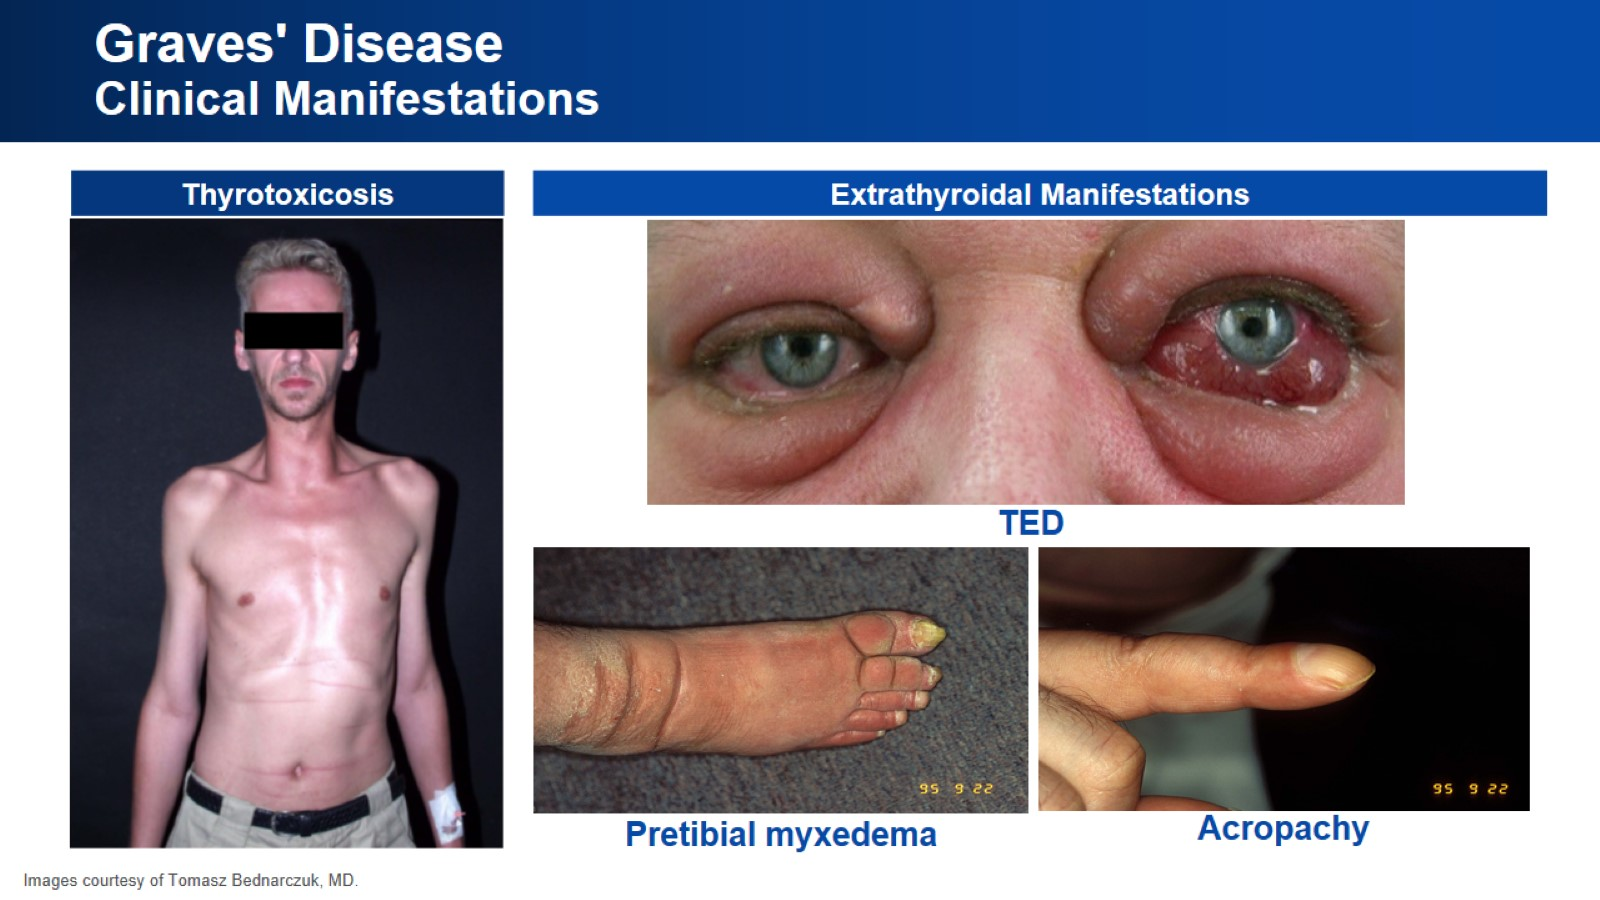 Graves' Disease
Clinical Manifestations
Thyrotoxicosis
Extrathyroidal Manifestations
TED
95 9 22
Pretibial myxedema
95 9 22
Acropachy
Images courtesy of Tomasz Bednarczuk, MD.